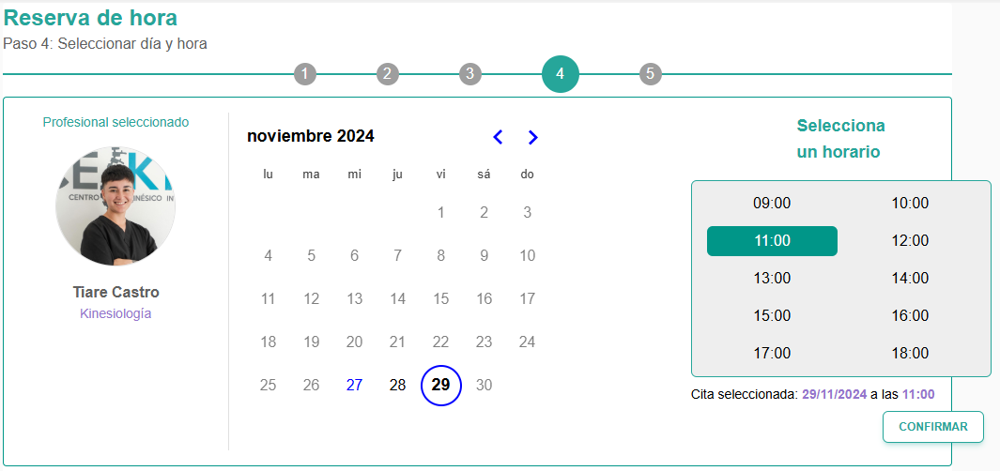 Reserva de hora
Paso 4: Seleccionar día y hora
1 2 3 4 5
Profesional seleccionado
CENTRO
INÉSICO IN
Tiare Castro
Kinesiología
noviembre 2024
lu ma mi ju vi sá do
1 2 3
4 5 6 7 8 9 10
11 12 13 14 15 16 17
18 19 20 21 22 23 24
25 26 27 28 29 30
Selecciona
un horario
09:00 10:00
11:00 12:00
13:00 14:00
15:00 16:00
17:00 18:00
Cita seleccionada: 29/11/2024 a las 11:00
CONFIRMAR